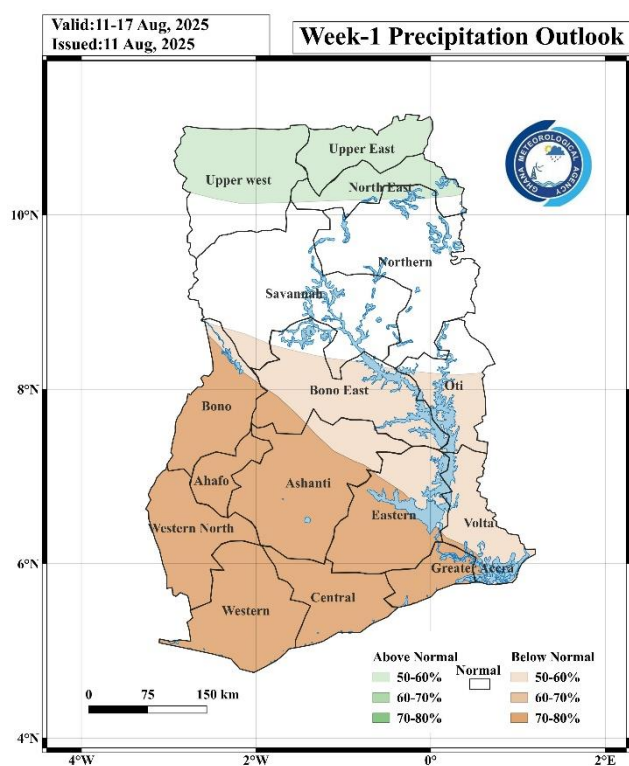 Valid:11-17 Aug, 2025
Issued:11 Aug, 2025
Week-1 Precipitation Outlook
GHANA METEOROLOGICAL AGENCY
Upper East
Upper west
North East
10°N
Northern
Savannah
8°N
Bono East
Oti
Bono
Ahafo
Ashanti
Eastern
Western North
Volta
6°N
Greater Accra
Western
Central
Above Normal
Normal
Below Normal
50-60%
50-60%
60-70%
60-70%
70-80%
70-80%
0 75 150 km
4°N
4°W
2°W
0°
2°E